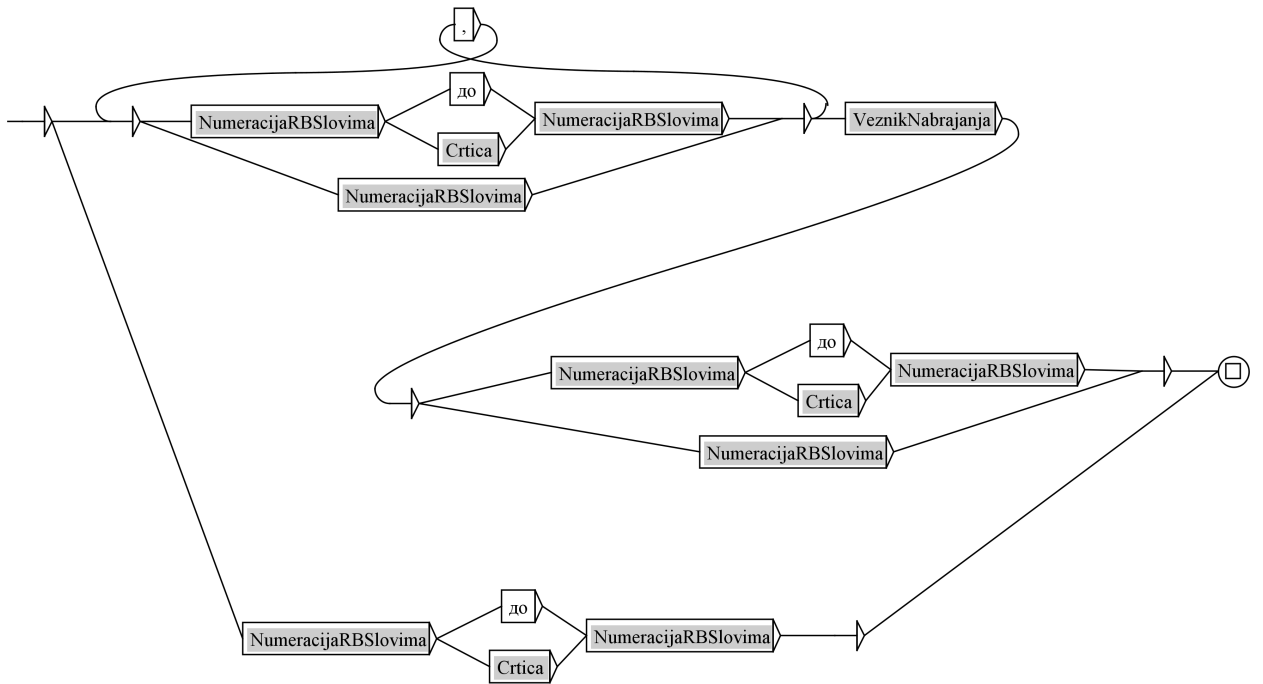 ,
до
NumeracijaRBSlovima
NumeracijaRBSlovima
VeznikNabrajanja
Crtica
NumeracijaRBSlovima
до
NumeracijaRBSlovima
NumeracijaRBSlovima
Crtica
NumeracijaRBSlovima
до
NumeracijaRBSlovima
NumeracijaRBSlovima
Crtica